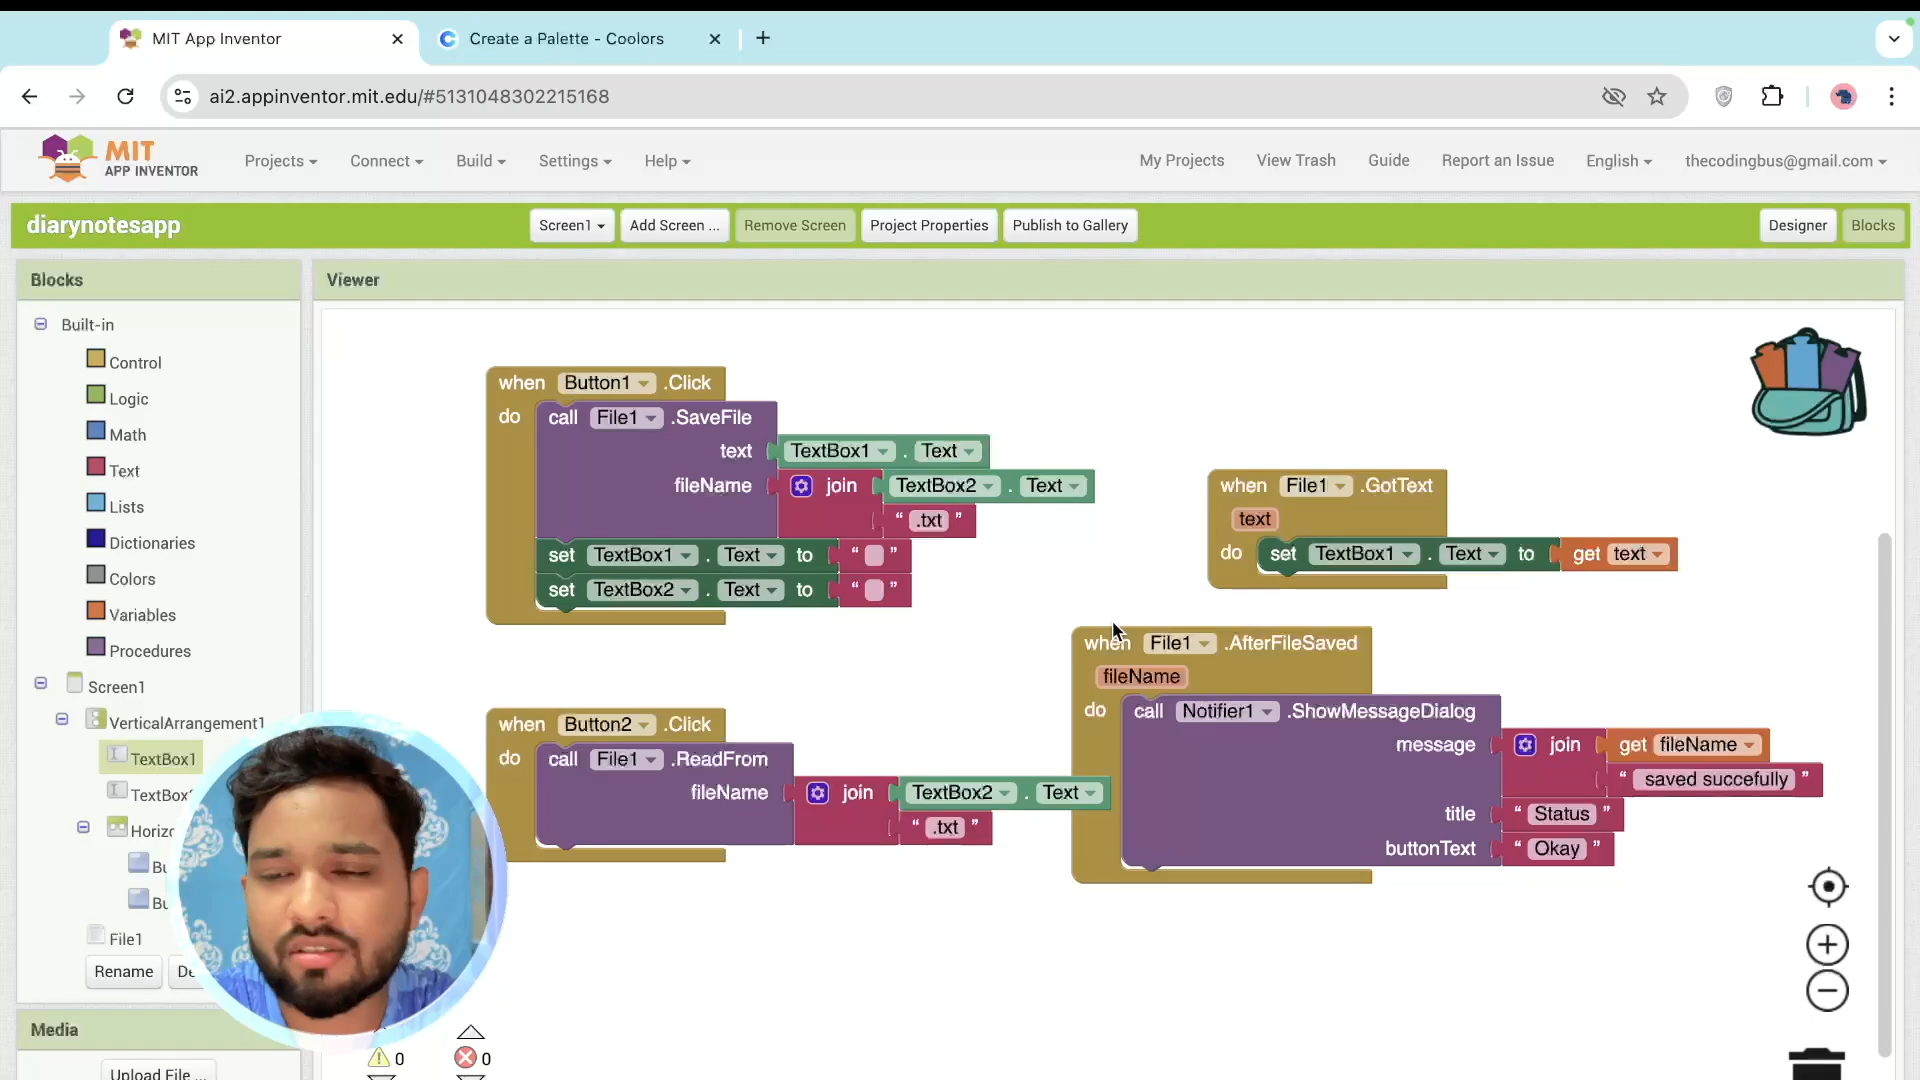 MIT App Inventor
Create a Palette - Coolors
ai2.appinventor.mit.edu/#5131048302215168
MIT
APP INVENTOR
Projects
Connect
Build
Settings
Help
My Projects
View Trash
Guide
Report an Issue
English
thecodingbus@gmail.com
diarynotesapp
Screen1
Add Screen ...
Remove Screen
Project Properties
Publish to Gallery
Designer
Blocks
Blocks
Built-in
Control
Logic
Math
Text
Lists
Dictionaries
Colors
Variables
Procedures
Screen1
VerticalArrangement1
TextBox1
TextBox
Horizo
Bu
Bu
File1
Rename
De
Media
Upload File ...
Viewer
when Button1 .Click
do call File1 .SaveFile
text TextBox1 . Text
fileName join TextBox2 . Text
“ .txt ”
set TextBox1 . Text to “ ”
set TextBox2 . Text to “ ”
when Button2 .Click
do call File1 .ReadFrom
fileName join TextBox2 . Text
“ .txt ”
when File1 .GotText
text
do set TextBox1 . Text to get text
when File1 .AfterFileSaved
fileName
do call Notifier1 .ShowMessageDialog
message join get fileName
“ saved succefully ”
title “ Status ”
buttonText “ Okay ”
0
0